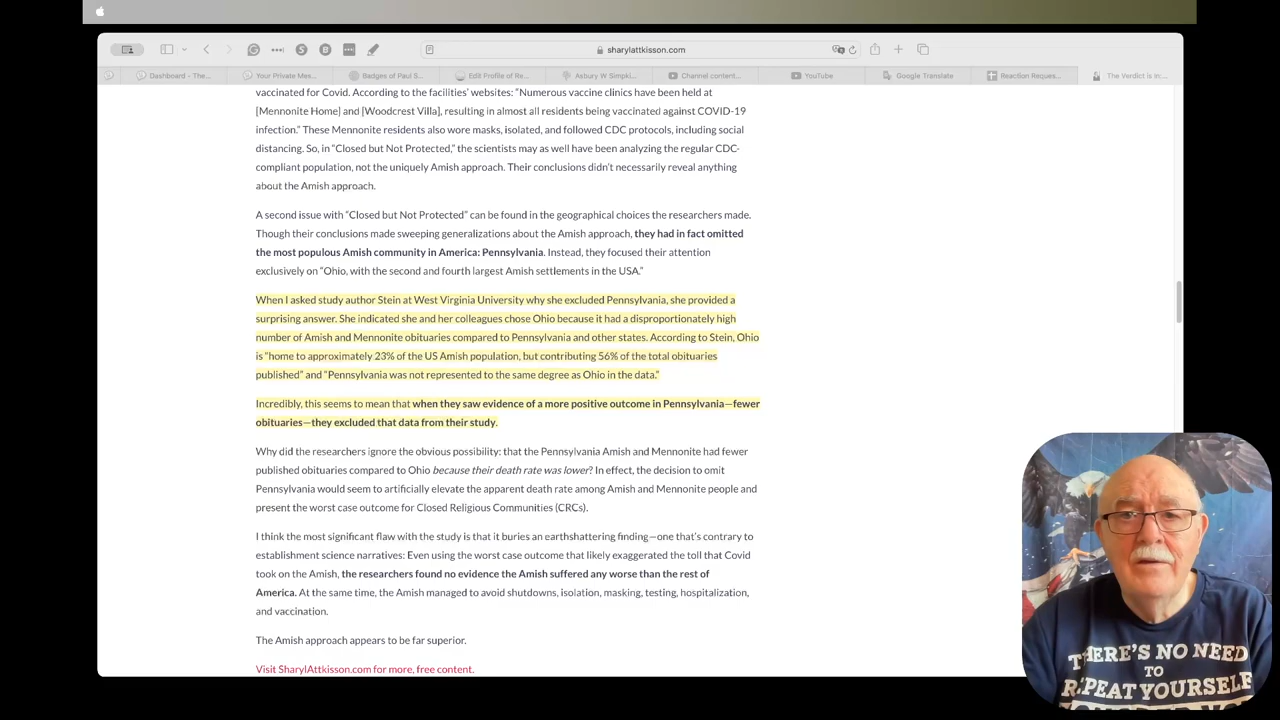 sharylattkisson.com
Dashboard - The...
Your Private Mes...
Badges of Paul S...
Edit Profile of Re...
Asbury W Simpki...
Channel content...
YouTube
Google Translate
Reaction Reques...
The Verdict is in:...
vaccinated for Covid. According to the facilities’ websites: “Numerous vaccine clinics have been held at
[Mennonite Home] and [Woodcrest Villa], resulting in almost all residents being vaccinated against COVID-19
infection.” These Mennonite residents also wore masks, isolated, and followed CDC protocols, including social
distancing. So, in “Closed but Not Protected,” the scientists may as well have been analyzing the regular CDC-
compliant population, not the uniquely Amish approach. Their conclusions didn’t necessarily reveal anything
about the Amish approach.
A second issue with “Closed but Not Protected” can be found in the geographical choices the researchers made.
Though their conclusions made sweeping generalizations about the Amish approach, they had in fact omitted
the most populous Amish community in America: Pennsylvania. Instead, they focused their attention
exclusively on “Ohio, with the second and fourth largest Amish settlements in the USA.”
When I asked study author Stein at West Virginia University why she excluded Pennsylvania, she provided a
surprising answer. She indicated she and her colleagues chose Ohio because it had a disproportionately high
number of Amish and Mennonite obituaries compared to Pennsylvania and other states. According to Stein, Ohio
is “home to approximately 23% of the US Amish population, but contributing 56% of the total obituaries
published” and “Pennsylvania was not represented to the same degree as Ohio in the data.”
Incredibly, this seems to mean that when they saw evidence of a more positive outcome in Pennsylvania—fewer
obituaries—they excluded that data from their study.
Why did the researchers ignore the obvious possibility: that the Pennsylvania Amish and Mennonite had fewer
published obituaries compared to Ohio because their death rate was lower? In effect, the decision to omit
Pennsylvania would seem to artificially elevate the apparent death rate among Amish and Mennonite people and
present the worst case outcome for Closed Religious Communities (CRCs).
I think the most significant flaw with the study is that it buries an earthshattering finding—one that’s contrary to
establishment science narratives: Even using the worst case outcome that likely exaggerated the toll that Covid
took on the Amish, the researchers found no evidence the Amish suffered any worse than the rest of
America. At the same time, the Amish managed to avoid shutdowns, isolation, masking, testing, hospitalization,
and vaccination.
The Amish approach appears to be far superior.
Visit SharylAttkisson.com for more, free content.
THERE'S NO NEED
TO
REPEAT YOURSELF